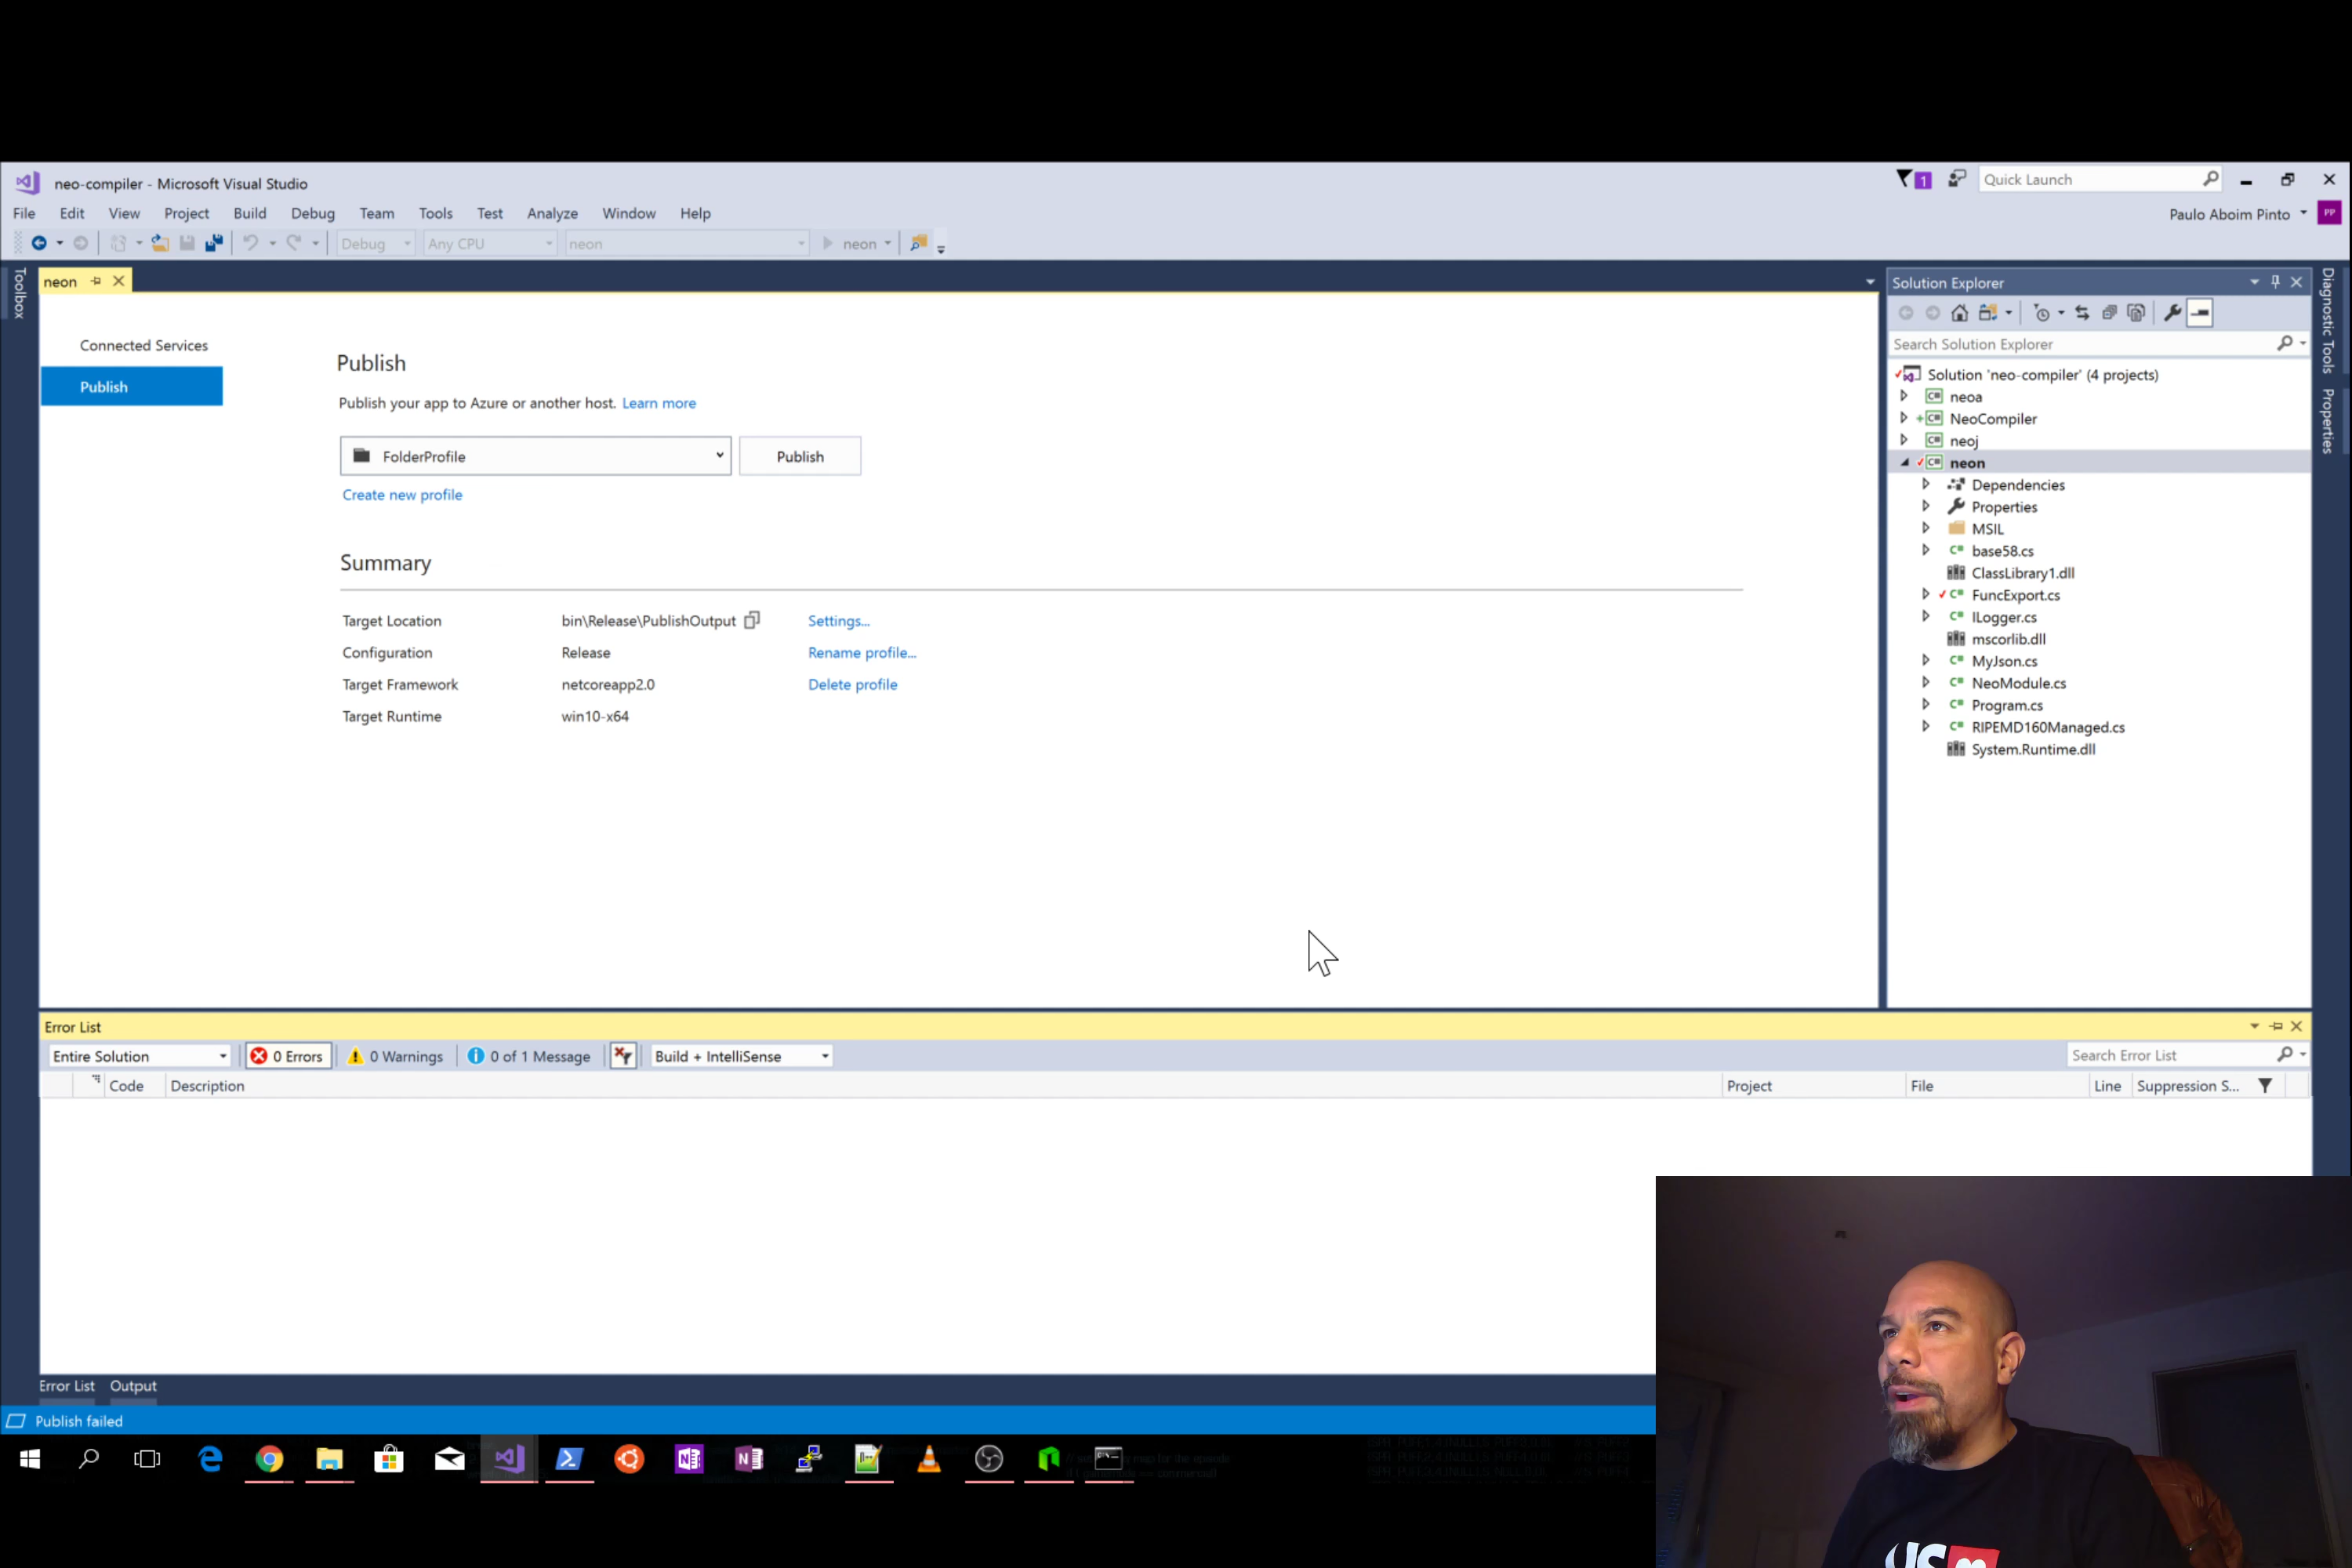 neo-compiler - Microsoft Visual Studio
1
Quick Launch
File Edit View Project Build Debug Team Tools Test Analyze Window Help
Paulo Aboim Pinto PP
Debug Any CPU neon neon
Toolbox
neon
Connected Services
Publish
Publish
Publish your app to Azure or another host. Learn more
FolderProfile Publish
Create new profile
Summary
Target Location bin\Release\PublishOutput Settings...
Configuration Release Rename profile...
Target Framework netcoreapp2.0 Delete profile
Target Runtime win10-x64
Solution Explorer
Search Solution Explorer
Solution 'neo-compiler' (4 projects)
neoa
NeoCompiler
neoj
neon
Dependencies
Properties
MSIL
base58.cs
ClassLibrary1.dll
FuncExport.cs
ILogger.cs
mscorlib.dll
MyJson.cs
NeoModule.cs
Program.cs
RIPEMD160Managed.cs
System.Runtime.dll
Diagnostic Tools
Properties
Error List
Entire Solution 0 Errors 0 Warnings 0 of 1 Message Build + IntelliSense Search Error List
Code Description Project File Line Suppression S...
Error List Output
Publish failed